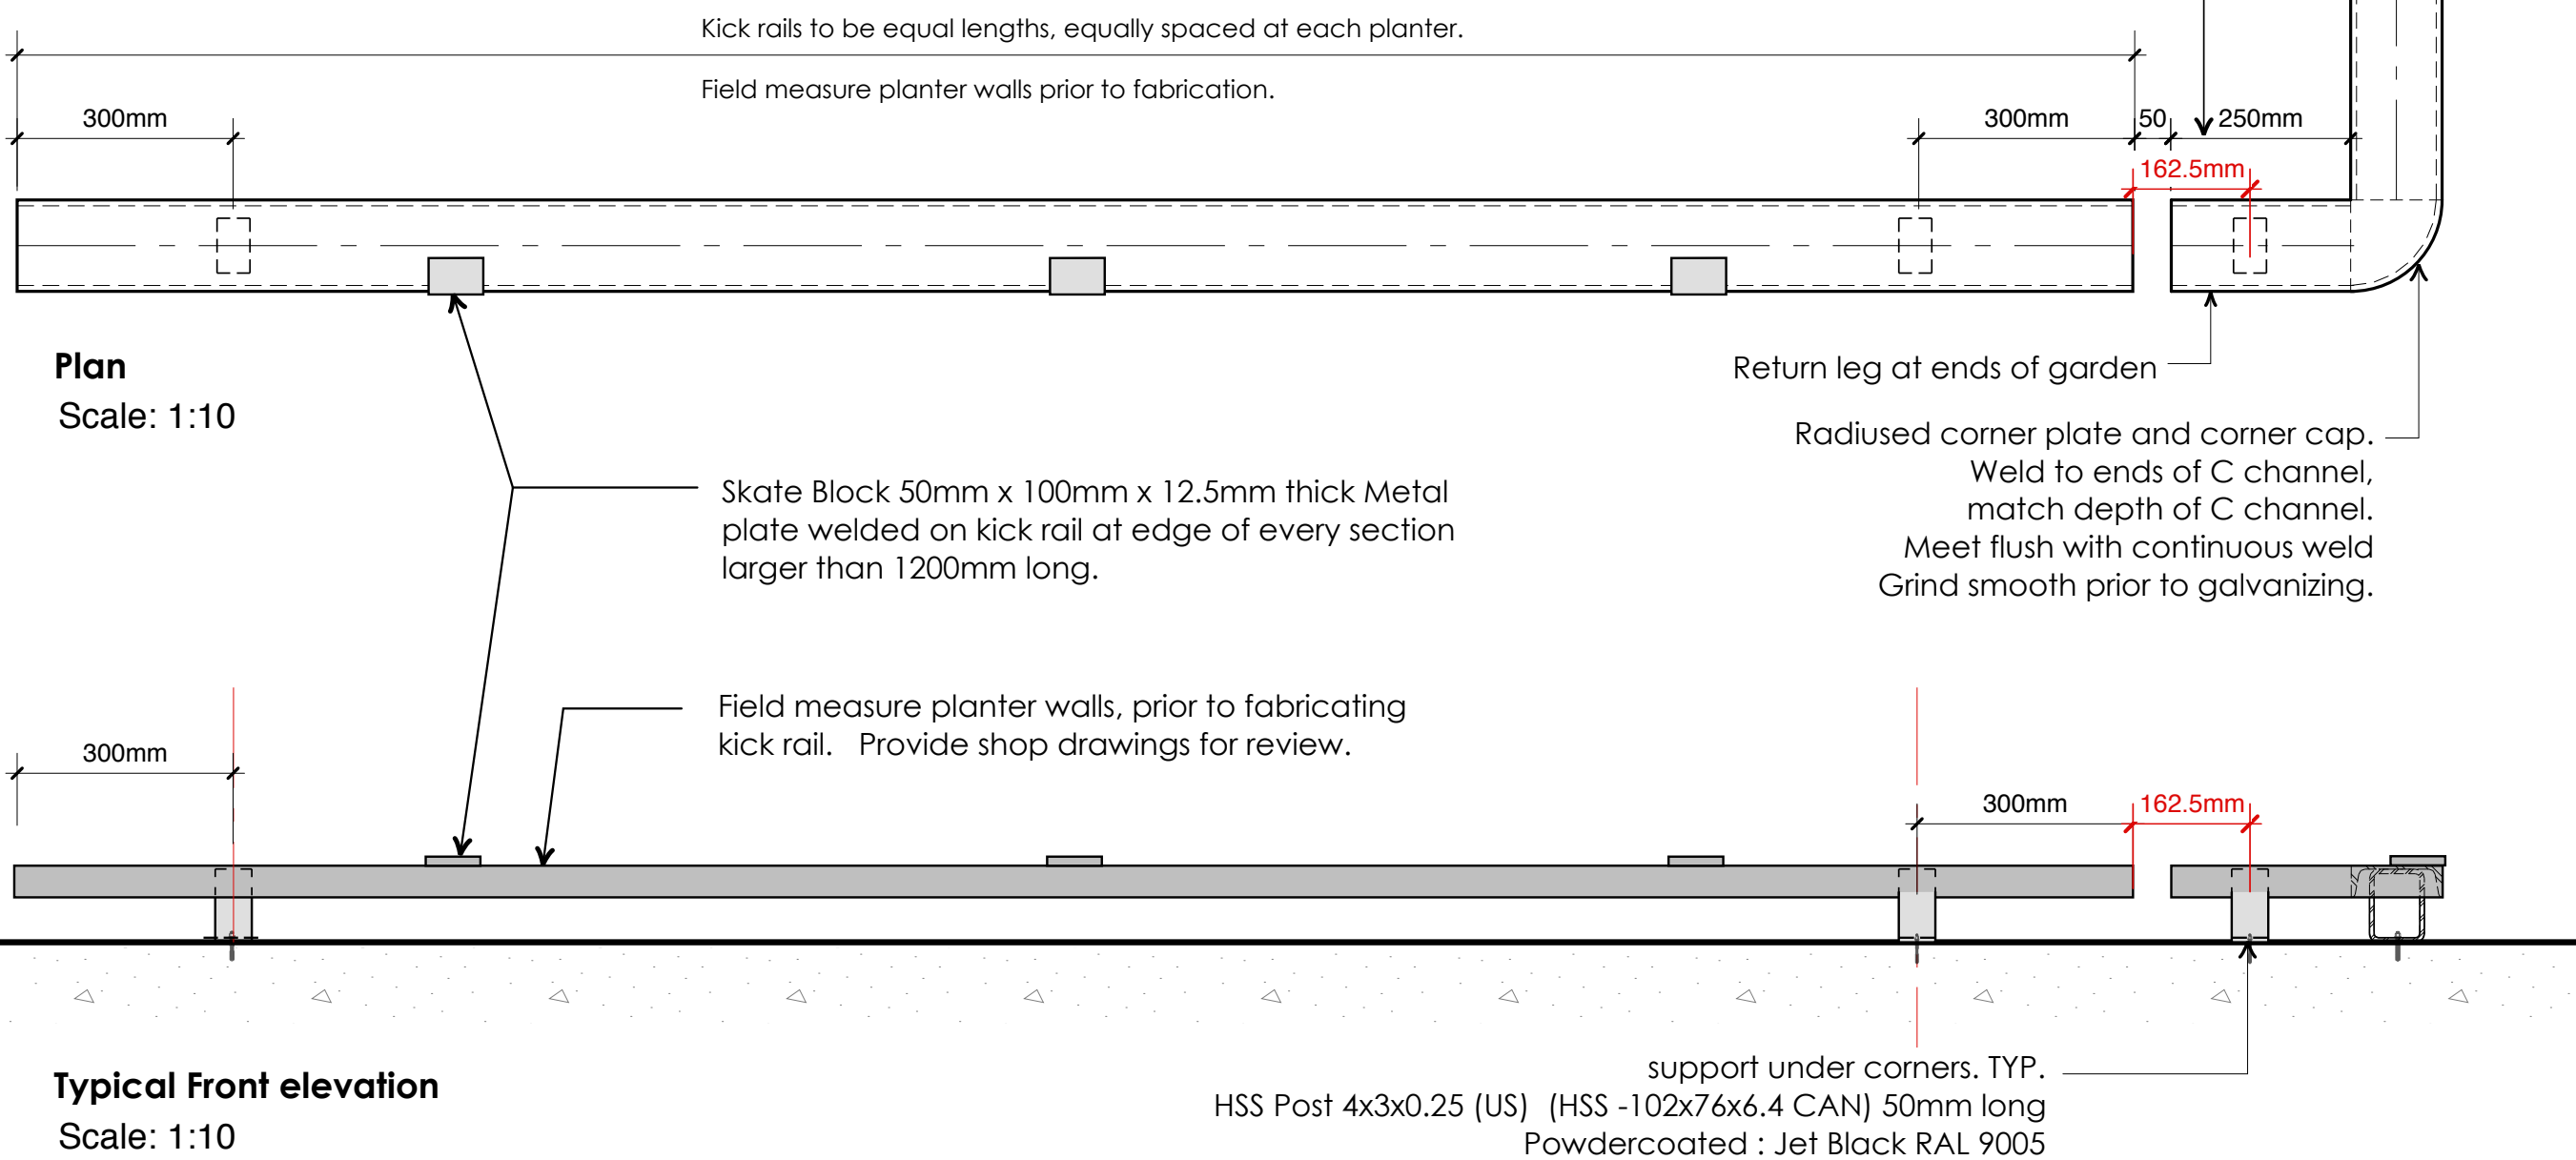 Kick rails to be equal lengths, equally spaced at each planter.
Field measure planter walls prior to fabrication.
300mm
300mm
50
250mm
162.5mm
Plan
Scale: 1:10
Return leg at ends of garden
Radiused corner plate and corner cap.
Weld to ends of C channel,
match depth of C channel.
Meet flush with continuous weld
Grind smooth prior to galvanizing.
Skate Block 50mm x 100mm x 12.5mm thick Metal
plate welded on kick rail at edge of every section
larger than 1200mm long.
Field measure planter walls, prior to fabricating
kick rail.   Provide shop drawings for review.
300mm
300mm
162.5mm
Typical Front elevation
Scale: 1:10
support under corners. TYP.
HSS Post 4x3x0.25 (US)  (HSS -102x76x6.4 CAN) 50mm long
Powdercoated : Jet Black RAL 9005